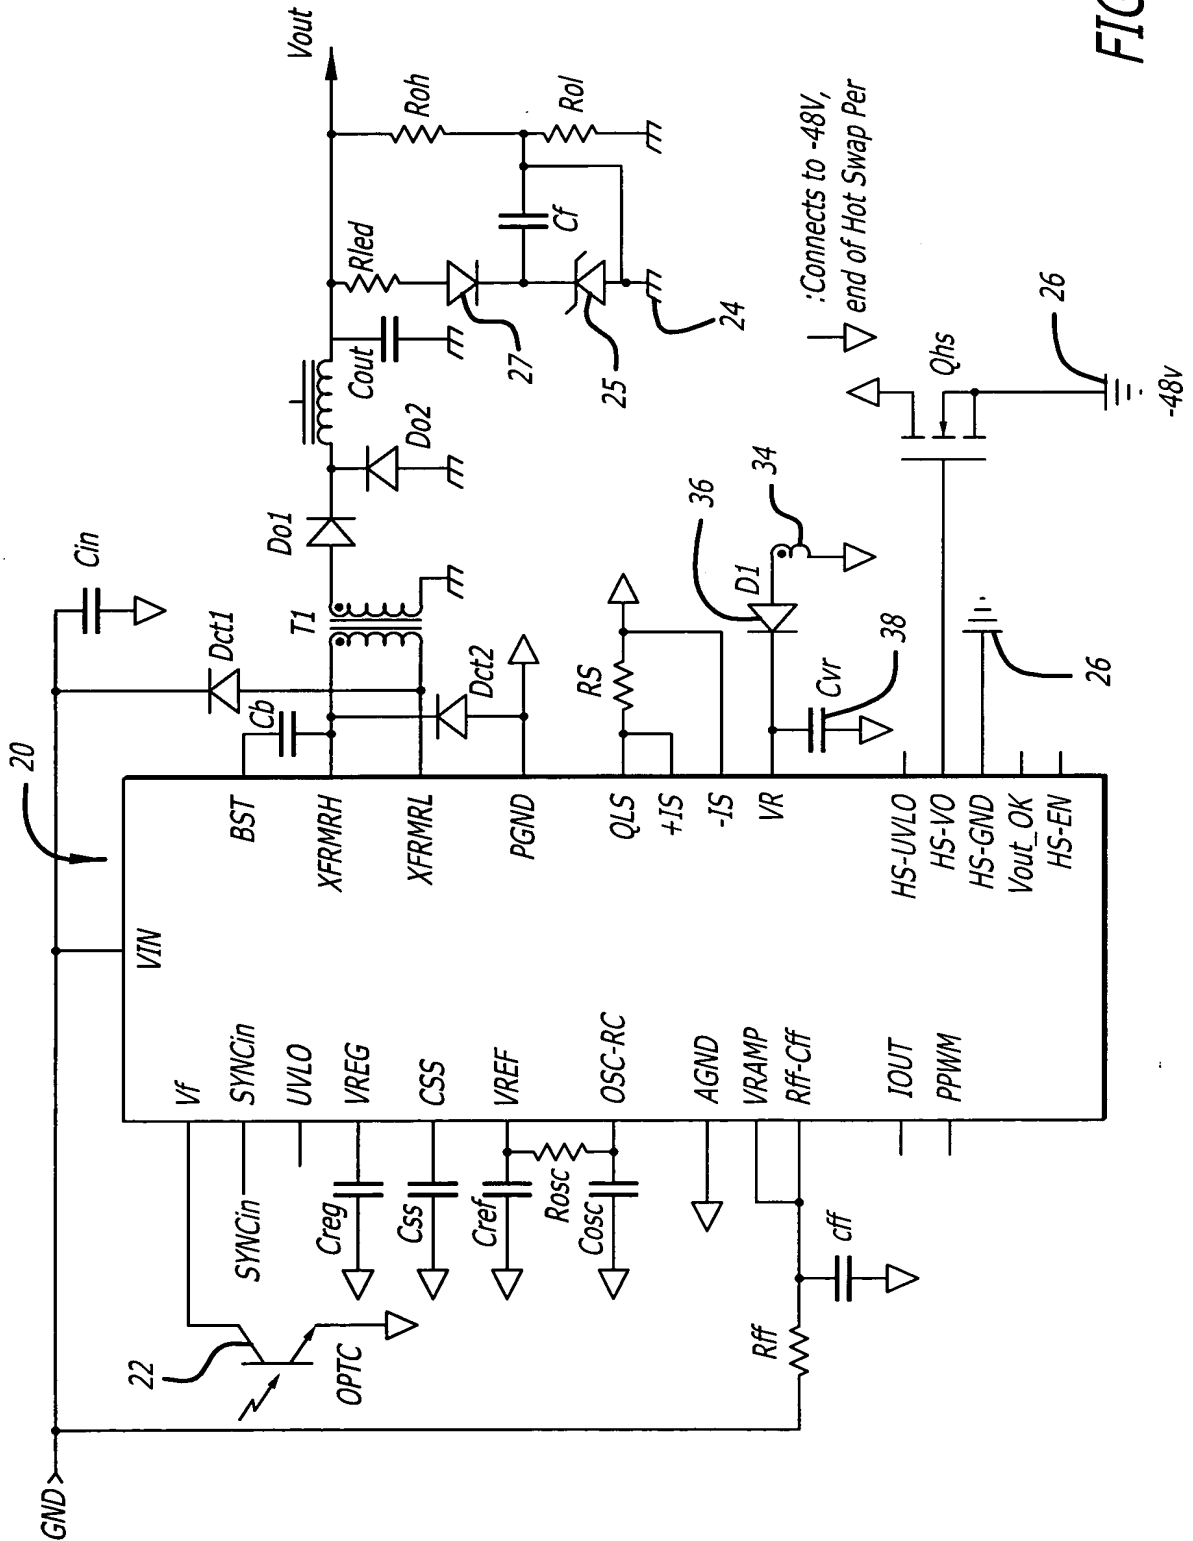 FIG
GND
Vout
Cin
20
Dct1
Cb
T1
Do1
Do2
Cout
Rled
Roh
Rol
Cf
27
25
24
Dct2
RS
36
D1
34
Cvr
38
26
Qhs
26
-48v
:Connects to -48V,
end of Hot Swap Per
VIN
BST
XFRMRH
XFRMRL
PGND
QLS
+IS
-IS
VR
HS-UVLO
HS-VO
HS-GND
Vout_OK
HS-EN
Vf
SYNCin
UVLO
VREG
CSS
VREF
OSC-RC
AGND
VRAMP
Rff-Cff
IOUT
PPWM
SYNCin
22
OPTC
Creg
Css
Cref
Rosc
Cosc
Rff
cff